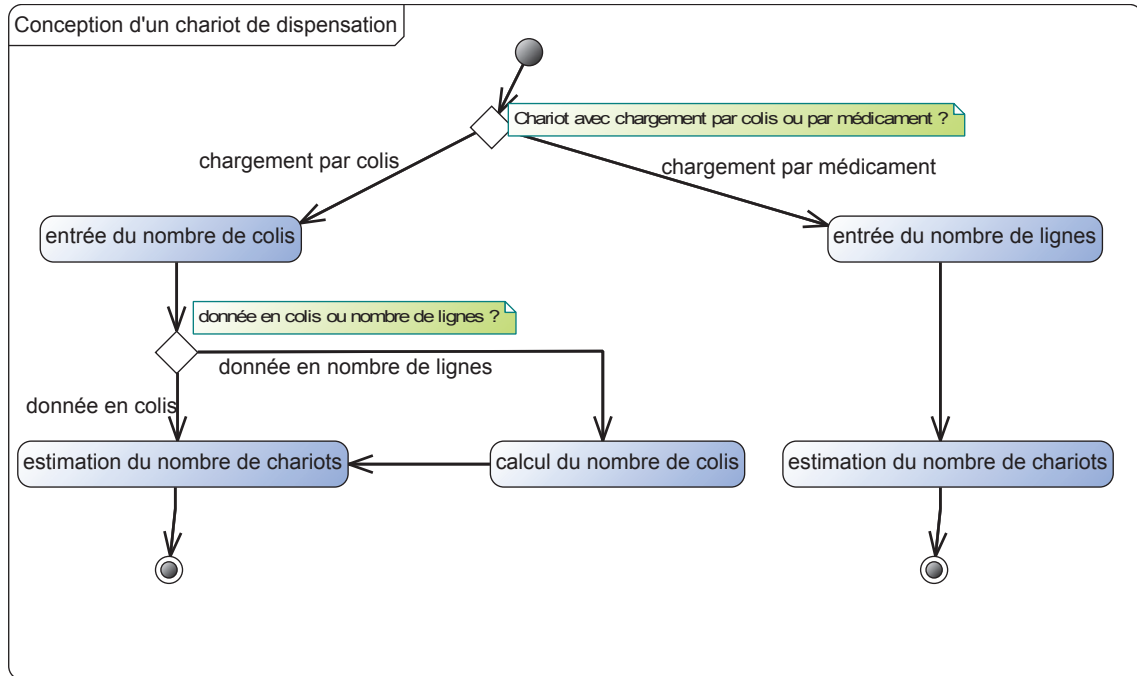 Conception d'un chariot de dispensation
Chariot avec chargement par colis ou par médicament ?
chargement par colis
chargement par médicament
entrée du nombre de colis
entrée du nombre de lignes
donnée en colis ou nombre de lignes ?
donnée en nombre de lignes
donnée en colis
estimation du nombre de chariots
calcul du nombre de colis
estimation du nombre de chariots